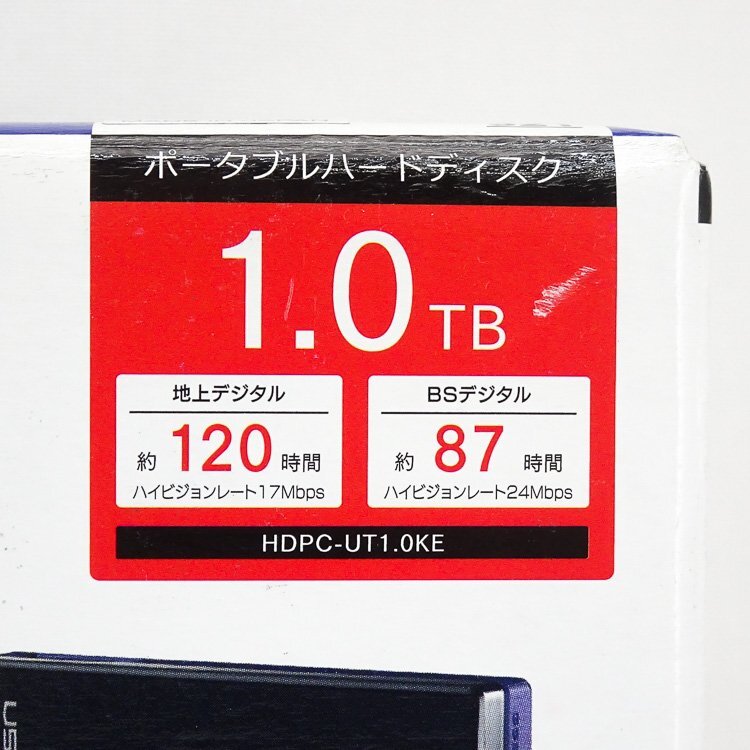 ポータブルハードディスク
1.0 TB
地上デジタル
約 120 時間
ハイビジョンレート17Mbps
BSデジタル
約 87 時間
ハイビジョンレート24Mbps
HDPC-UT1.0KE